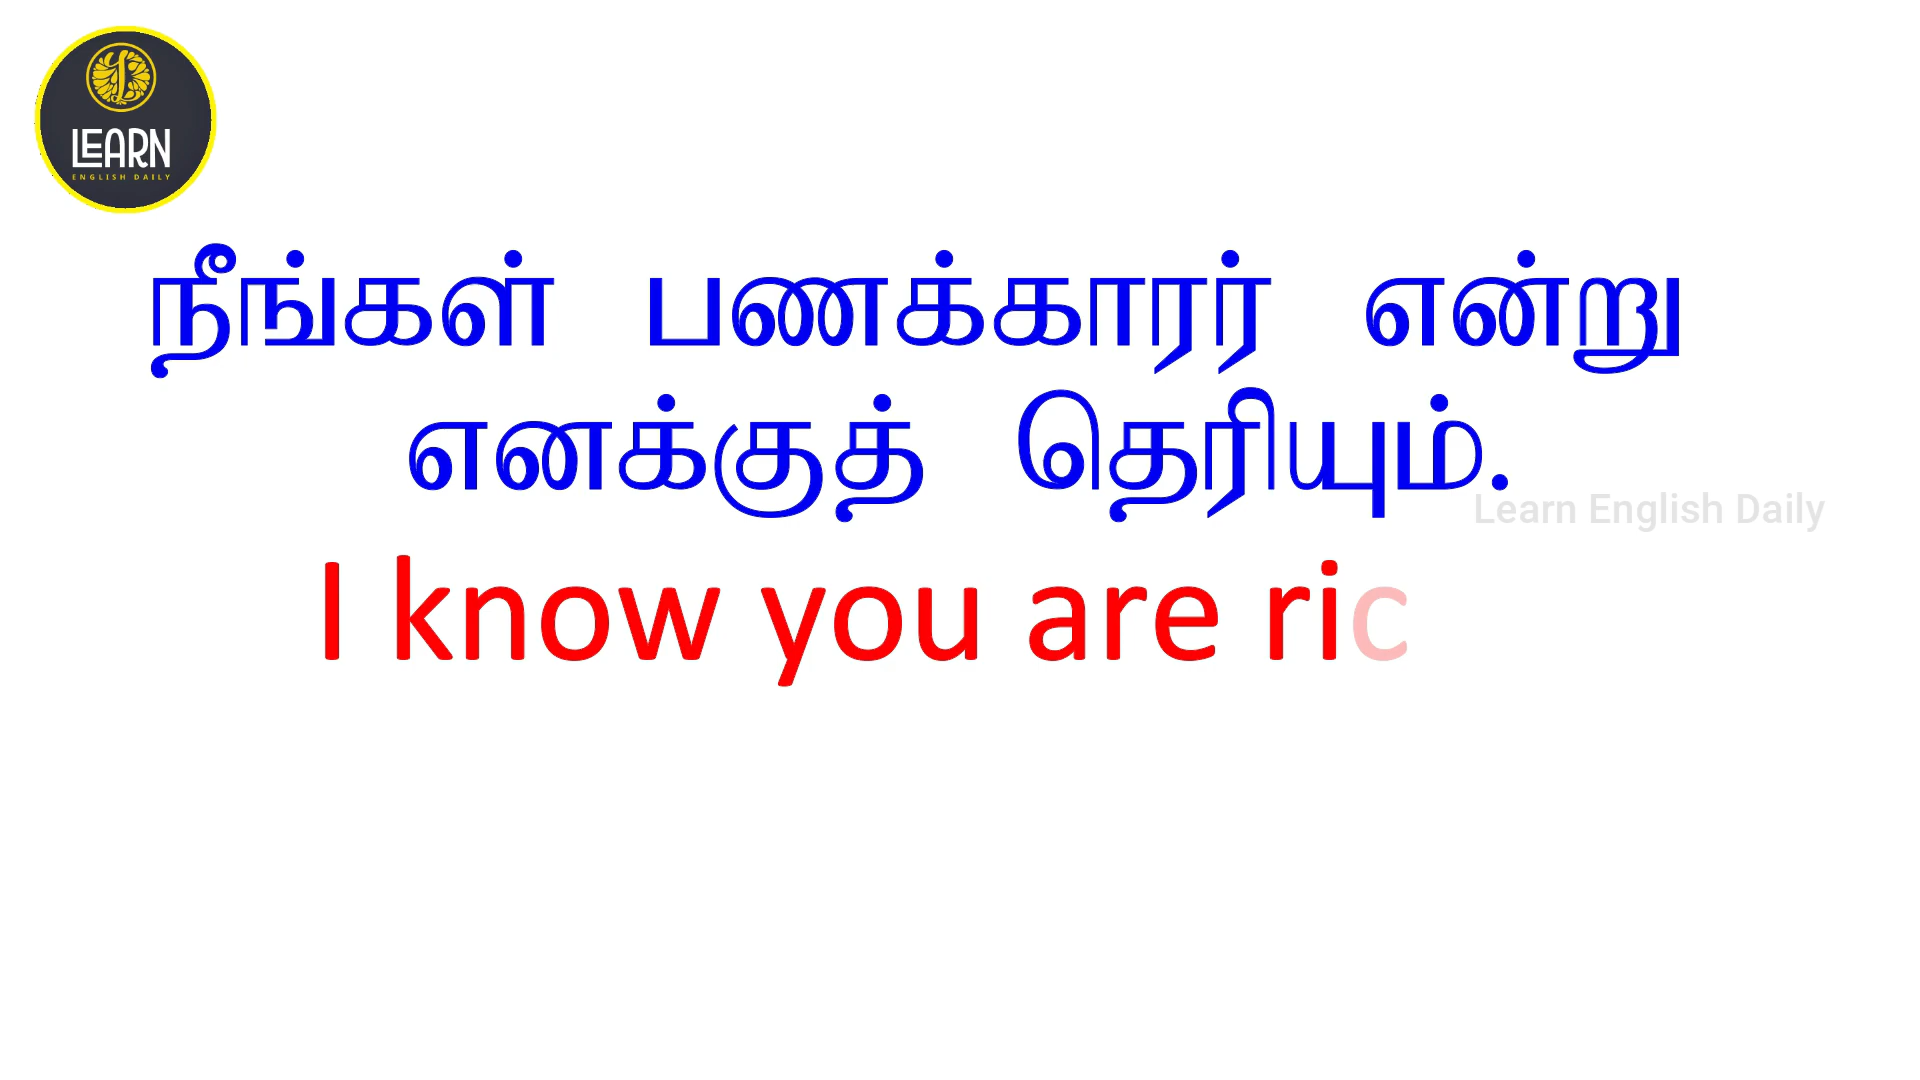 LEARN
ENGLISH DAILY
நீங்கள் பணக்காரர் என்று
எனக்குத் தெரியும்.
Learn English Daily
I know you are ric